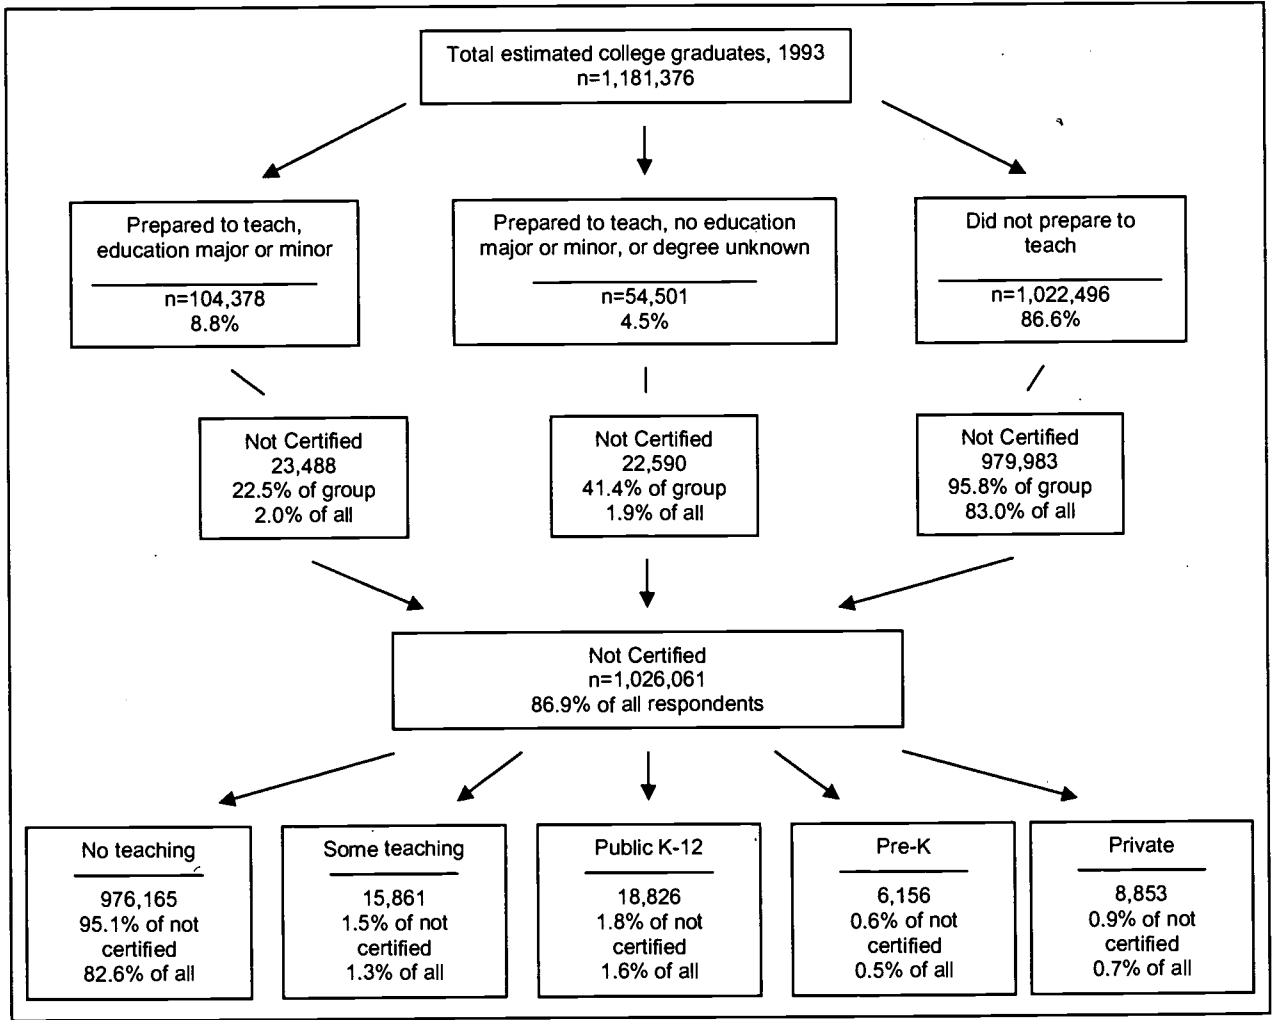 Total estimated college graduates, 1993
n=1,181,376
Prepared to teach,
education major or minor
n=104,378
8.8%
Prepared to teach, no education
major or minor, or degree unknown
n=54,501
4.5%
Did not prepare to
teach
n=1,022,496
86.6%
Not Certified
23,488
22.5% of group
2.0% of all
Not Certified
22,590
41.4% of group
1.9% of all
Not Certified
979,983
95.8% of group
83.0% of all
Not Certified
n=1,026,061
86.9% of all respondents
No teaching
976,165
95.1% of not
certified
82.6% of all
Some teaching
15,861
1.5% of not
certified
1.3% of all
Public K-12
18,826
1.8% of not
certified
1.6% of all
Pre-K
6,156
0.6% of not
certified
0.5% of all
Private
8,853
0.9% of not
certified
0.7% of all